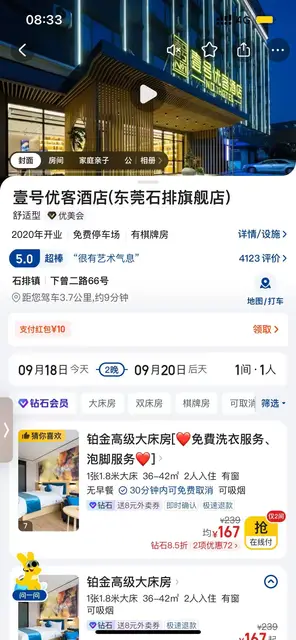 08:33
4G
壹号优客酒店
封面 房间 家庭亲子 公 相册 >
壹号优客酒店(东莞石排旗舰店)
舒适型 优美会
2020年开业 免费停车场 有棋牌房 详情/设施 >
5.0 超棒 “很有艺术气息” 4123 评价 >
石排镇 下曾二路66号
距您驾车3.7公里,约9分钟
地图/打车
支付红包¥10 领取 >
09月18日 今天 2晚 09月20日 后天 1间·1人
钻石会员 大床房 双床房 棋牌房 可取消 筛选
猜你喜欢
铂金高级大床房[❤️免費洗衣服务、
泡脚服务❤️] >
1张1.8米大床 36-42㎡ 2人入住 有窗
无早餐 30分钟内可免费取消 可吸烟
钻石 送8元外卖券 即时确认 极速退款
7
¥239
均¥167
钻石8.5折 2项优惠72 >
仅2间
抢
在线付
问一问
铂金高级大床房 >
1张1.8米大床 36-42㎡ 2人入住 有窗
可吸烟
钻石 送8元外卖券 极速退款
¥239
¥167起